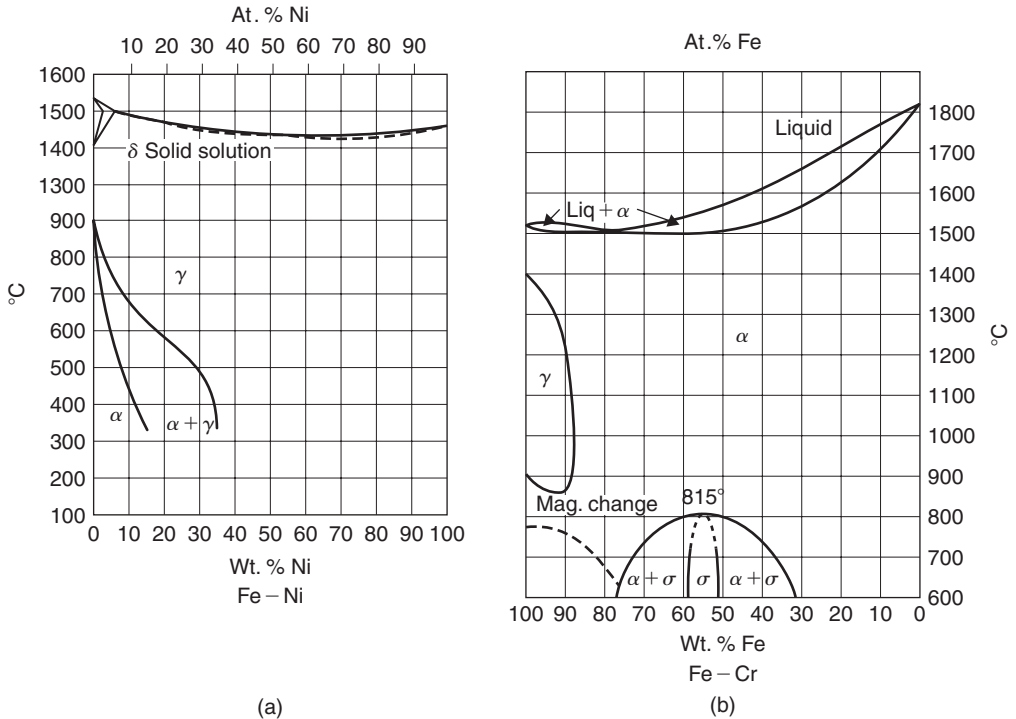 At. % Ni
10 20 30 40 50 60 70 80 90
1600
1500
1400
1300
900
800
700
600
500
400
300
200
100
°C
δ Solid solution
γ
α
α + γ
0 10 20 30 40 50 60 70 80 90 100
Wt. % Ni
Fe – Ni
(a)
At.% Fe
Liquid
Liq + α
α
γ
Mag. change
815°
α + σ
σ
α + σ
1800
1700
1600
1500
1400
1300
1200
1100
1000
900
800
700
600
°C
100 90 80 70 60 50 40 30 20 10 0
Wt. % Fe
Fe – Cr
(b)